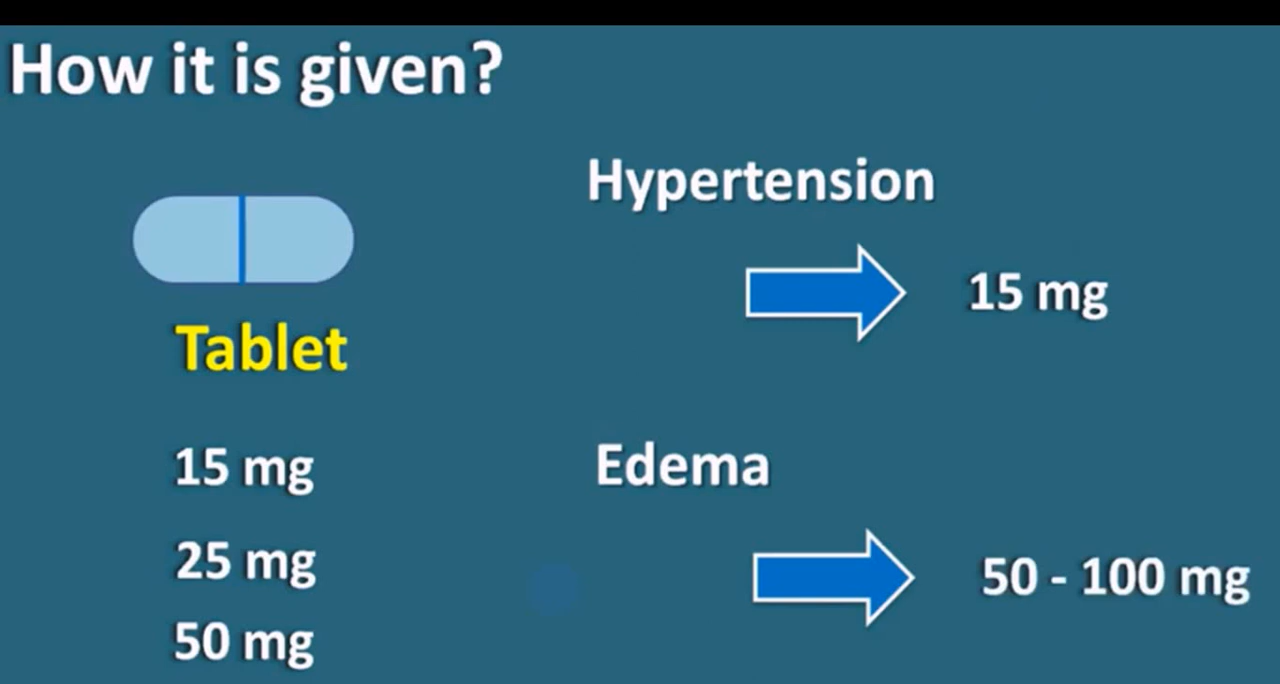 How it is given?
Tablet
15 mg
25 mg
50 mg
Hypertension
15 mg
Edema
50 - 100 mg